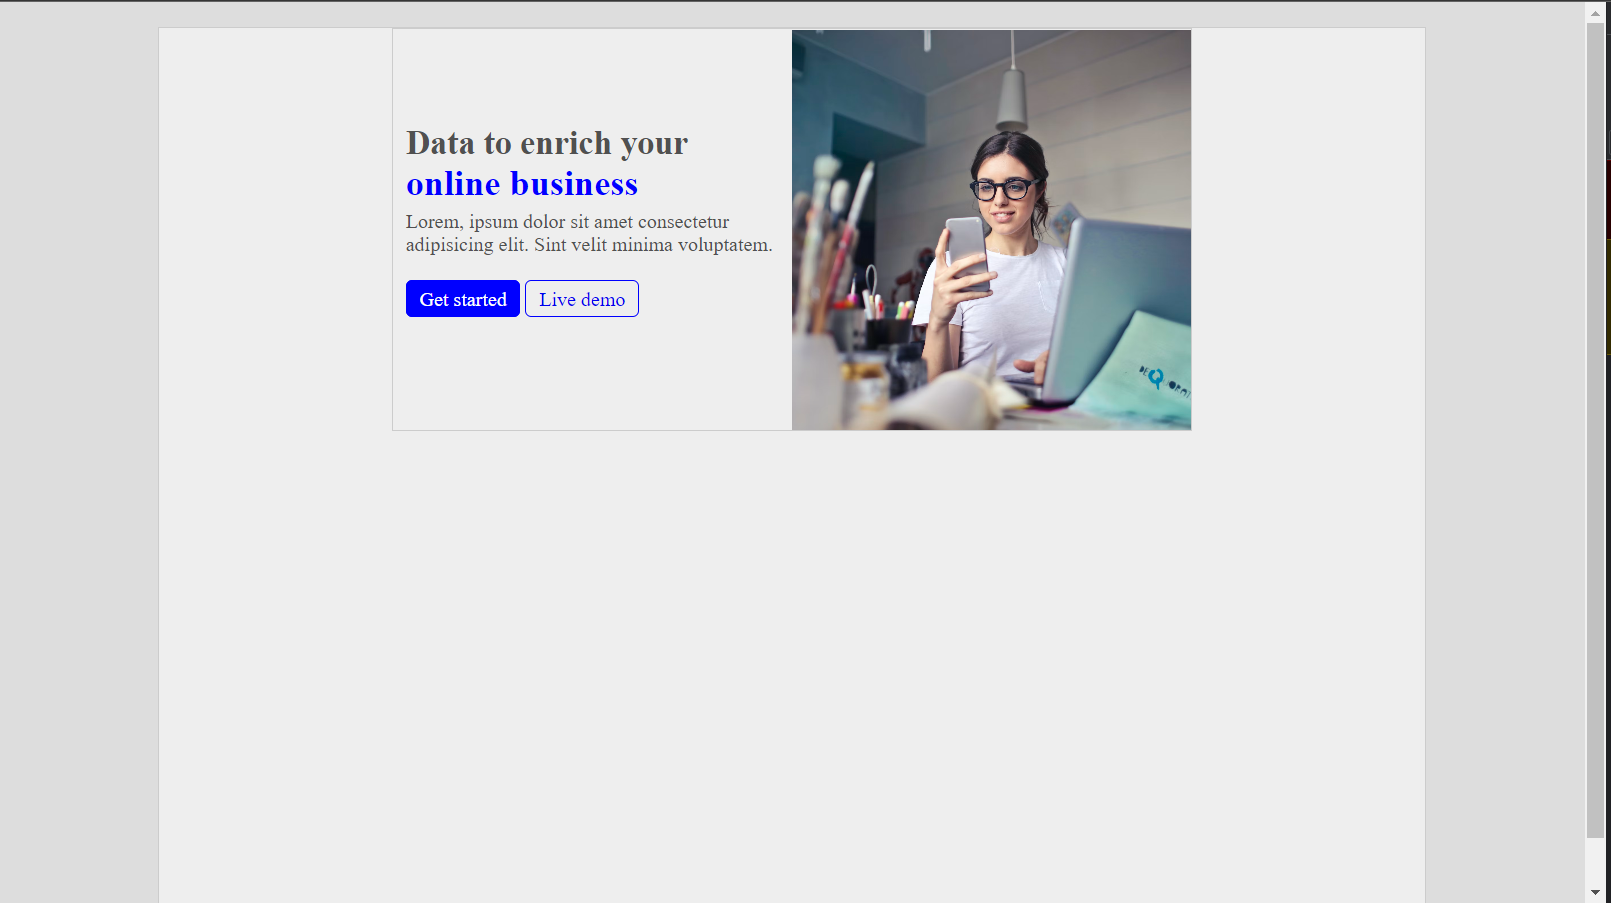 Data to enrich your
online business
Lorem, ipsum dolor sit amet consectetur
adipisicing elit. Sint velit minima voluptatem.
Get started
Live demo